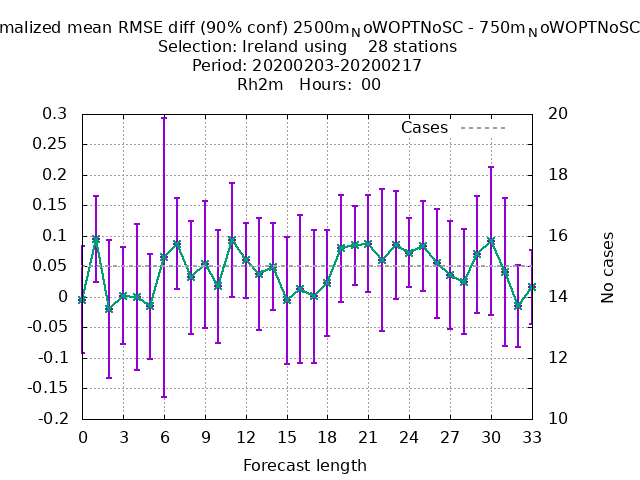 malized mean RMSE diff (90% conf) 2500mNoWOPTNoSC - 750mNoWOPTNoSC
Selection: Ireland using 28 stations
Period: 20200203-20200217
Rh2m Hours: 00
Cases
0.3
0.25
0.2
0.15
0.1
0.05
0
-0.05
-0.1
-0.15
-0.2
20
18
16
14
12
10
No cases
0 3 6 9 12 15 18 21 24 27 30 33
Forecast length